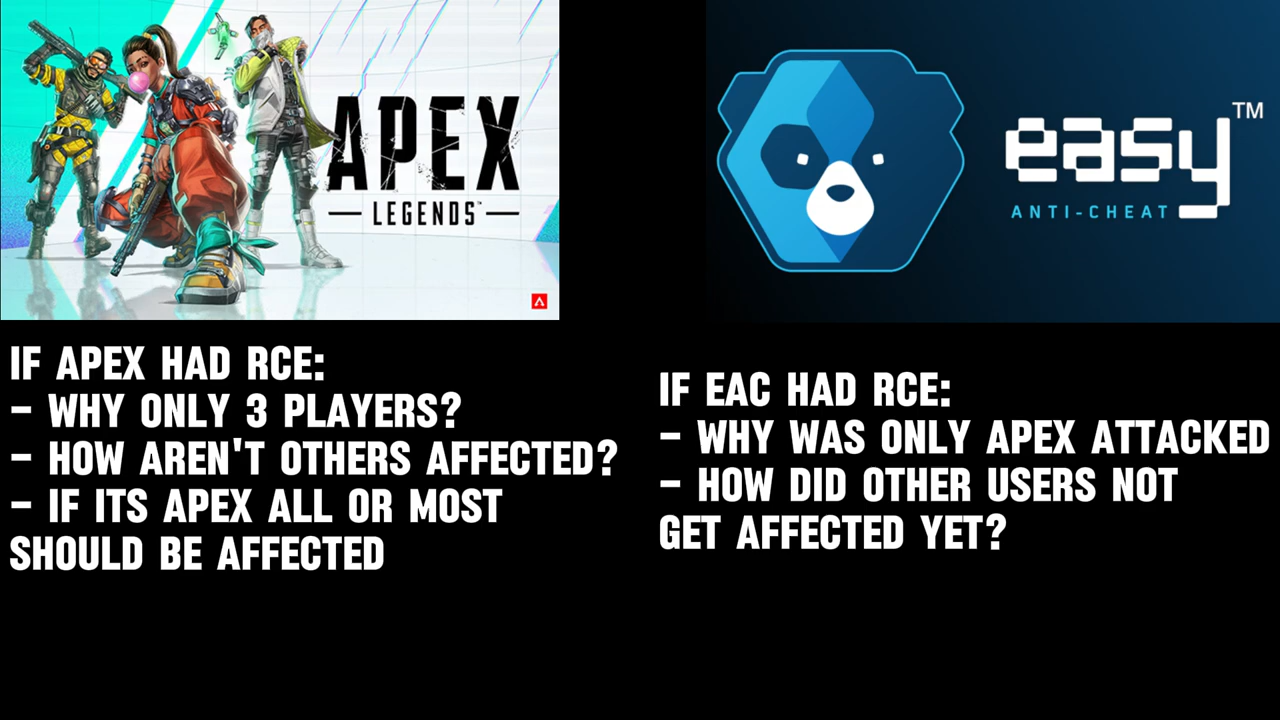 APEX
LEGENDS™
easy™
ANTI-CHEAT
IF APEX HAD RCE:
- WHY ONLY 3 PLAYERS?
- HOW AREN'T OTHERS AFFECTED?
- IF ITS APEX ALL OR MOST
SHOULD BE AFFECTED
IF EAC HAD RCE:
- WHY WAS ONLY APEX ATTACKED
- HOW DID OTHER USERS NOT
GET AFFECTED YET?